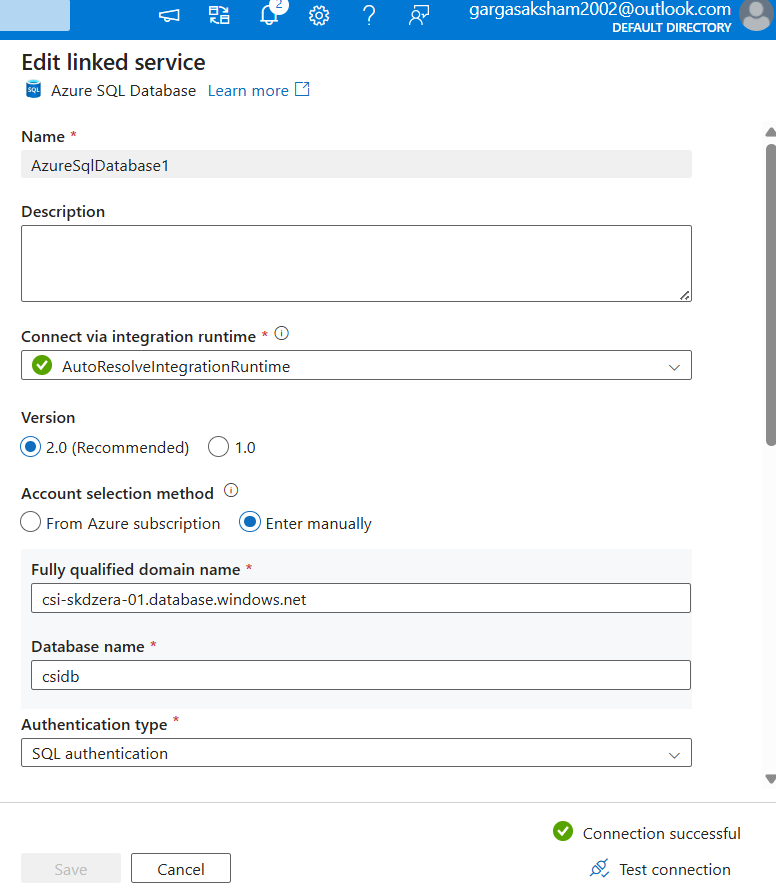 2
gargasaksham2002@outlook.com
DEFAULT DIRECTORY
Edit linked service
SQL Azure SQL Database Learn more
Name *
AzureSqlDatabase1
Description
Connect via integration runtime *
AutoResolveIntegrationRuntime
Version
2.0 (Recommended) 1.0
Account selection method
From Azure subscription Enter manually
Fully qualified domain name *
csi-skdzera-01.database.windows.net
Database name *
csidb
Authentication type *
SQL authentication
Connection successful
Save Cancel Test connection